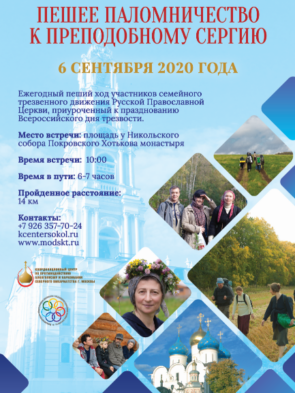 ПЕШЕЕ ПАЛОМНИЧЕСТВО
К ПРЕПОДОБНОМУ СЕРГИЮ
6 СЕНТЯБРЯ 2020 ГОДА
Ежегодный пеший ход участников семейного
трезвенного движения Русской Православной
Церкви, приуроченный к празднованию
Всероссийского дня трезвости.
Место встречи: площадь у Никольского
собора Покровского Хотькова монастыря
Время встречи: 10:00
Время в пути: 6-7 часов
Пройденное расстояние:
14 км
Контакты:
+7 926 357-70-24
kcentersokol.ru
www.modskt.ru